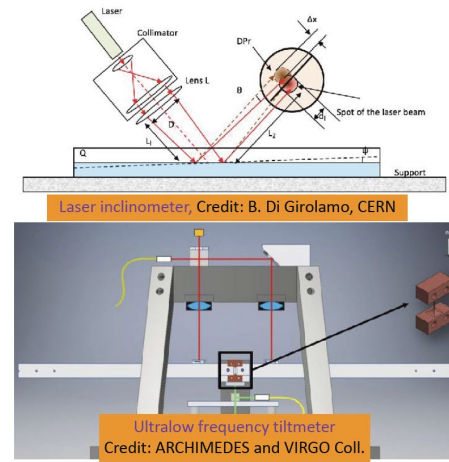 Laser
Collimator
Lens L
DPr
Δx
θ
Spot of the laser beam
D
L₁
L₂
d₁
Q
ψ
Support
Laser inclinometer, Credit: B. Di Girolamo, CERN
Ultralow frequency tiltmeter
Credit: ARCHIMEDES and VIRGO Coll.